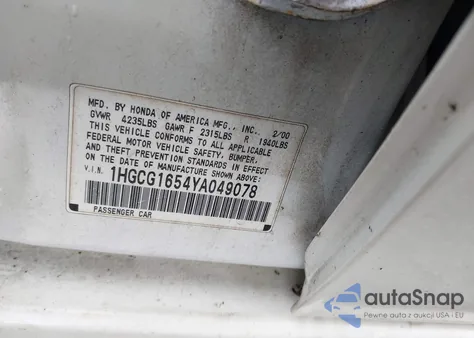 MFD. BY HONDA OF AMERICA MFG., INC. 2/00
GVWR 4235LBS GAWR F 2315LBS R 1940LBS
THIS VEHICLE CONFORMS TO ALL APPLICABLE
FEDERAL MOTOR VEHICLE SAFETY, BUMPER,
AND THEFT PREVENTION STANDARDS IN EFFECT
ON THE DATE OF MANUFACTURE SHOWN ABOVE:
V.I.N. 1HGCG1654YA049078
PASSENGER CAR
autoSnap
Pewne auta z aukcji USA i EU